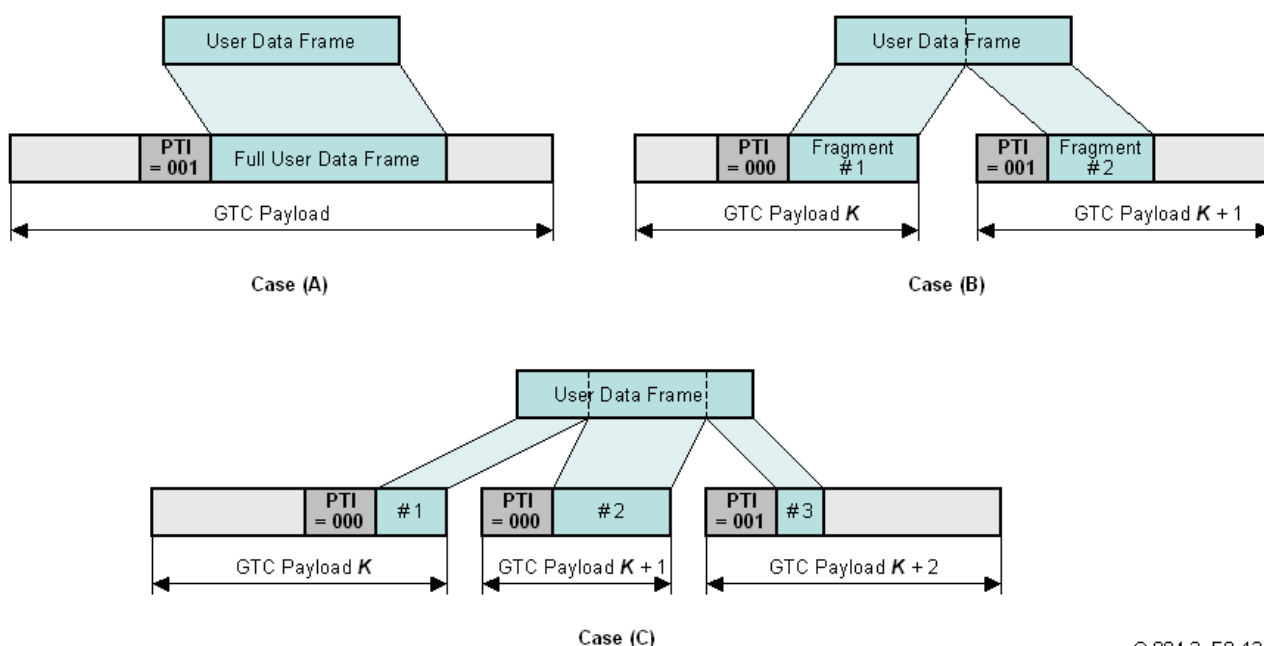 User Data Frame
User Data Frame
PTI
= 001
Full User Data Frame
PTI
= 000
Fragment
#1
PTI
= 001
Fragment
#2
GTC Payload
GTC Payload K
GTC Payload K + 1
Case (A)
Case (B)
User Data Frame
PTI
= 000
#1
PTI
= 000
#2
PTI
= 001
#3
GTC Payload K
GTC Payload K + 1
GTC Payload K + 2
Case (C)